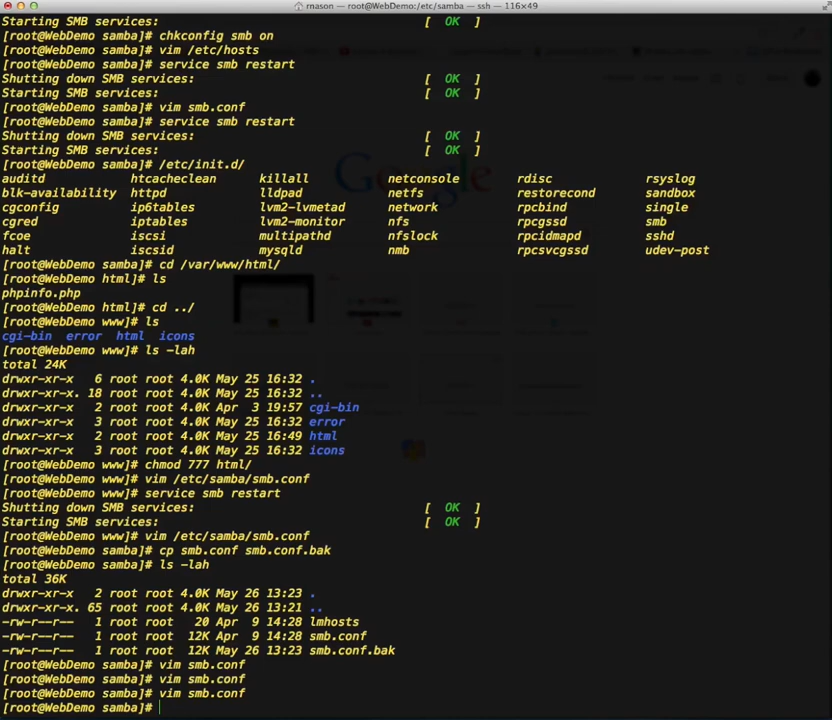 rnason — root@WebDemo:/etc/samba — ssh — 116×49
Starting SMB services: [ OK ]
[root@WebDemo samba]# chkconfig smb on
[root@WebDemo samba]# vim /etc/hosts
[root@WebDemo samba]# service smb restart
Shutting down SMB services: [ OK ]
Starting SMB services: [ OK ]
[root@WebDemo samba]# vim smb.conf
[root@WebDemo samba]# service smb restart
Shutting down SMB services: [ OK ]
Starting SMB services: [ OK ]
[root@WebDemo samba]# /etc/init.d/
auditd htcacheclean killall netconsole rdisc rsyslog
blk-availability httpd lldpad netfs restorecond sandbox
cgconfig ip6tables lvm2-lvmetad network rpcbind single
cgred iptables lvm2-monitor nfs rpcgssd smb
fcoe iscsi multipathd nfslock rpcidmapd sshd
halt iscsid mysqld nmb rpcsvcgssd udev-post
[root@WebDemo samba]# cd /var/www/html/
[root@WebDemo html]# ls
phpinfo.php
[root@WebDemo html]# cd ../
[root@WebDemo www]# ls
cgi-bin error html icons
[root@WebDemo www]# ls -lah
total 24K
drwxr-xr-x 6 root root 4.0K May 25 16:32 .
drwxr-xr-x. 18 root root 4.0K May 25 16:32 ..
drwxr-xr-x 2 root root 4.0K Apr 3 19:57 cgi-bin
drwxr-xr-x 3 root root 4.0K May 25 16:32 error
drwxr-xr-x 2 root root 4.0K May 25 16:49 html
drwxr-xr-x 3 root root 4.0K May 25 16:32 icons
[root@WebDemo www]# chmod 777 html/
[root@WebDemo www]# vim /etc/samba/smb.conf
[root@WebDemo www]# service smb restart
Shutting down SMB services: [ OK ]
Starting SMB services: [ OK ]
[root@WebDemo www]# vim /etc/samba/smb.conf
[root@WebDemo samba]# cp smb.conf smb.conf.bak
[root@WebDemo samba]# ls -lah
total 36K
drwxr-xr-x 2 root root 4.0K May 26 13:23 .
drwxr-xr-x. 65 root root 4.0K May 26 13:21 ..
-rw-r--r-- 1 root root 20 Apr 9 14:28 lmhosts
-rw-r--r-- 1 root root 12K Apr 9 14:28 smb.conf
-rw-r--r-- 1 root root 12K May 26 13:23 smb.conf.bak
[root@WebDemo samba]# vim smb.conf
[root@WebDemo samba]# vim smb.conf
[root@WebDemo samba]# vim smb.conf
[root@WebDemo samba]#
Google